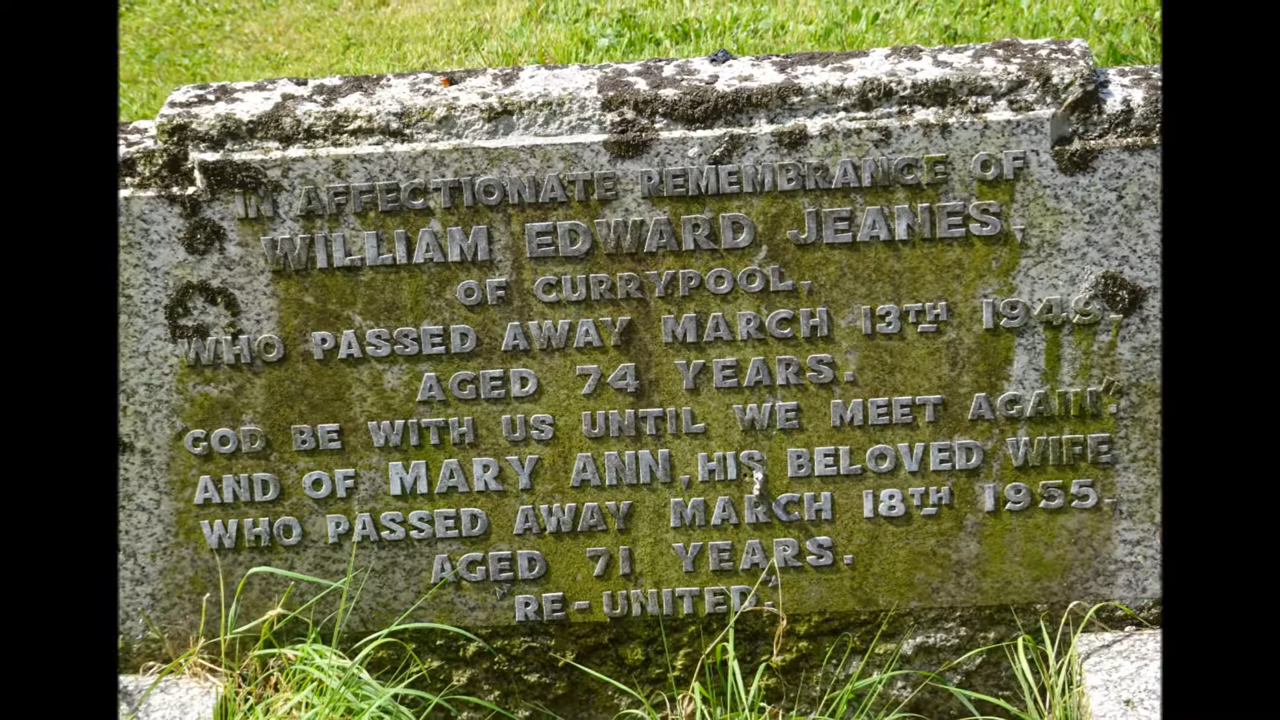 IN AFFECTIONATE REMEMBRANCE OF
WILLIAM EDWARD JEANES,
OF CURRYPOOL,
WHO PASSED AWAY MARCH 13TH 1949.
AGED 74 YEARS.
GOD BE WITH US UNTIL WE MEET AGAIN.
AND OF MARY ANN, HIS BELOVED WIFE
WHO PASSED AWAY MARCH 18TH 1955.
AGED 71 YEARS.
RE-UNITED.